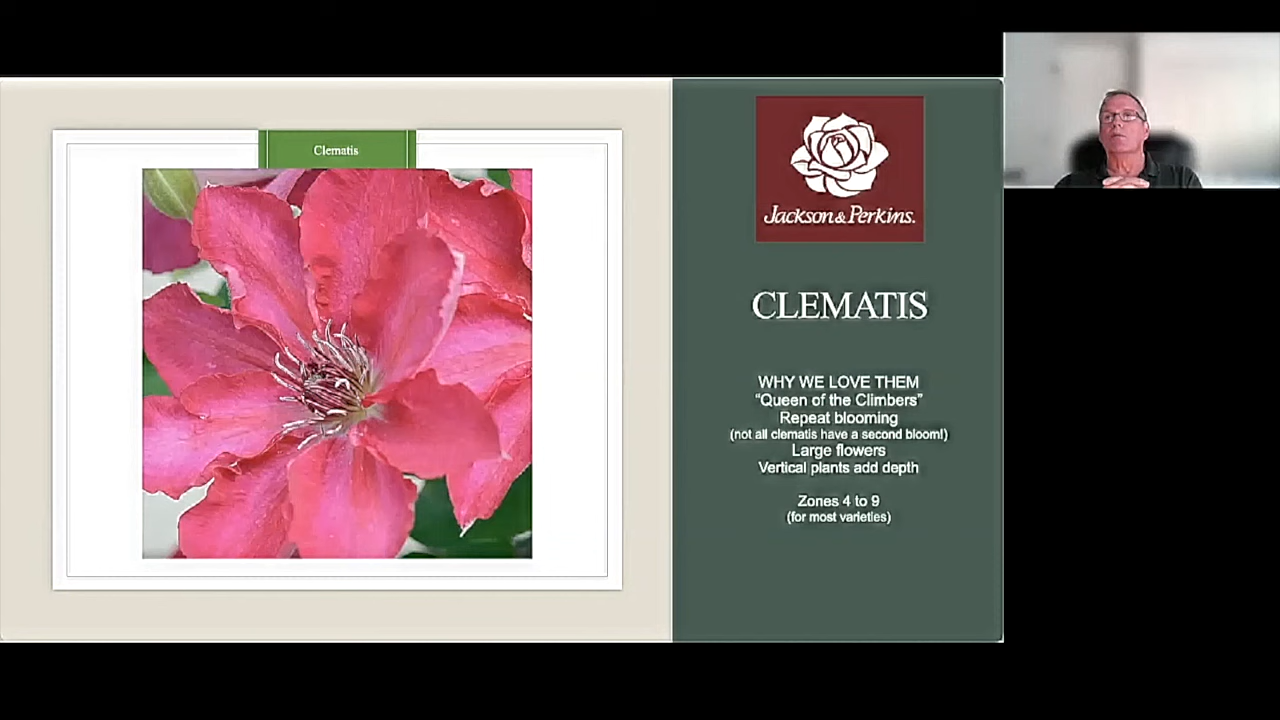 Clematis
Jackson & Perkins.
CLEMATIS
WHY WE LOVE THEM
“Queen of the Climbers”
Repeat blooming
(not all clematis have a second bloom!)
Large flowers
Vertical plants add depth
Zones 4 to 9
(for most varieties)